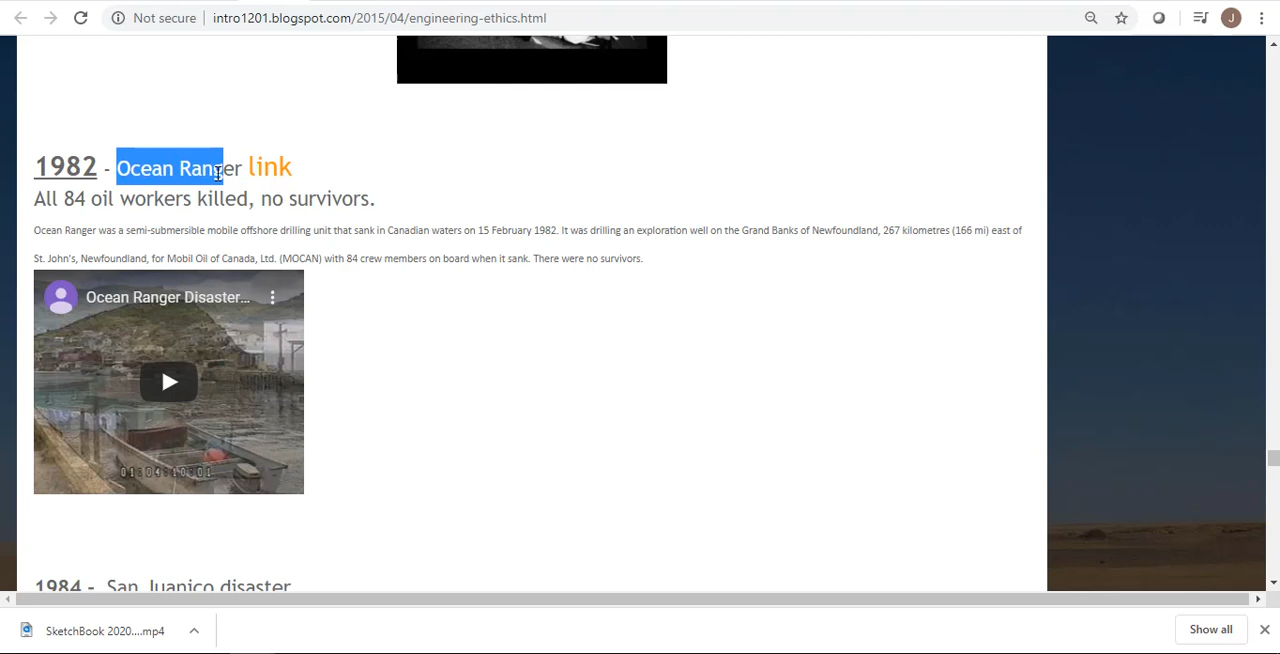 Not secure intro1201.blogspot.com/2015/04/engineering-ethics.html J
1982 - Ocean Ranger link
All 84 oil workers killed, no survivors.
Ocean Ranger was a semi-submersible mobile offshore drilling unit that sank in Canadian waters on 15 February 1982. It was drilling an exploration well on the Grand Banks of Newfoundland, 267 kilometres (166 mi) east of
St. John's, Newfoundland, for Mobil Oil of Canada, Ltd. (MOCAN) with 84 crew members on board when it sank. There were no survivors.
Ocean Ranger Disaster...
1984 - San Juanico disaster
SketchBook 2020....mp4 Show all